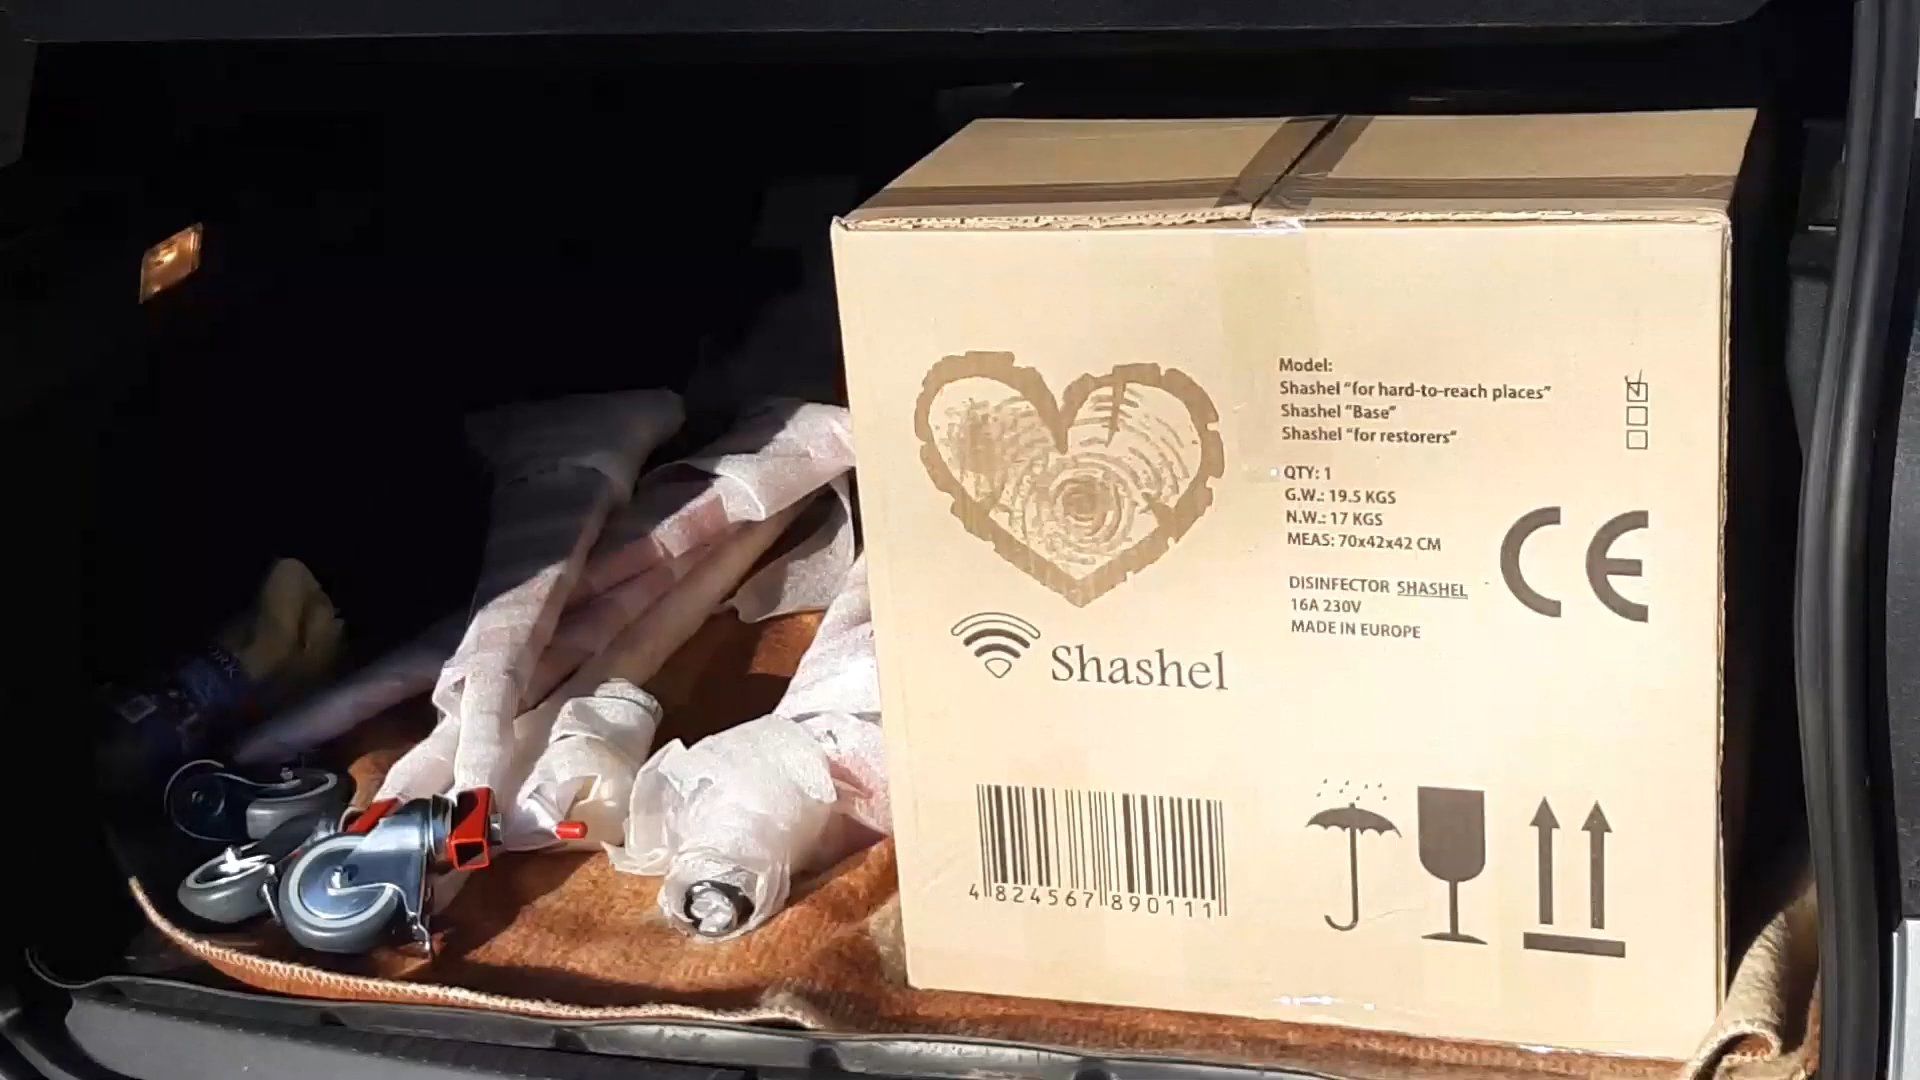 Model:
Shashel "for hard-to-reach places"
Shashel "Base"
Shashel "for restorers"
QTY: 1
G.W.: 19.5 KGS
N.W.: 17 KGS
MEAS: 70x42x42 CM
CE
DISINFECTOR SHASHEL
16A 230V
MADE IN EUROPE
Shashel
4 824567 890111